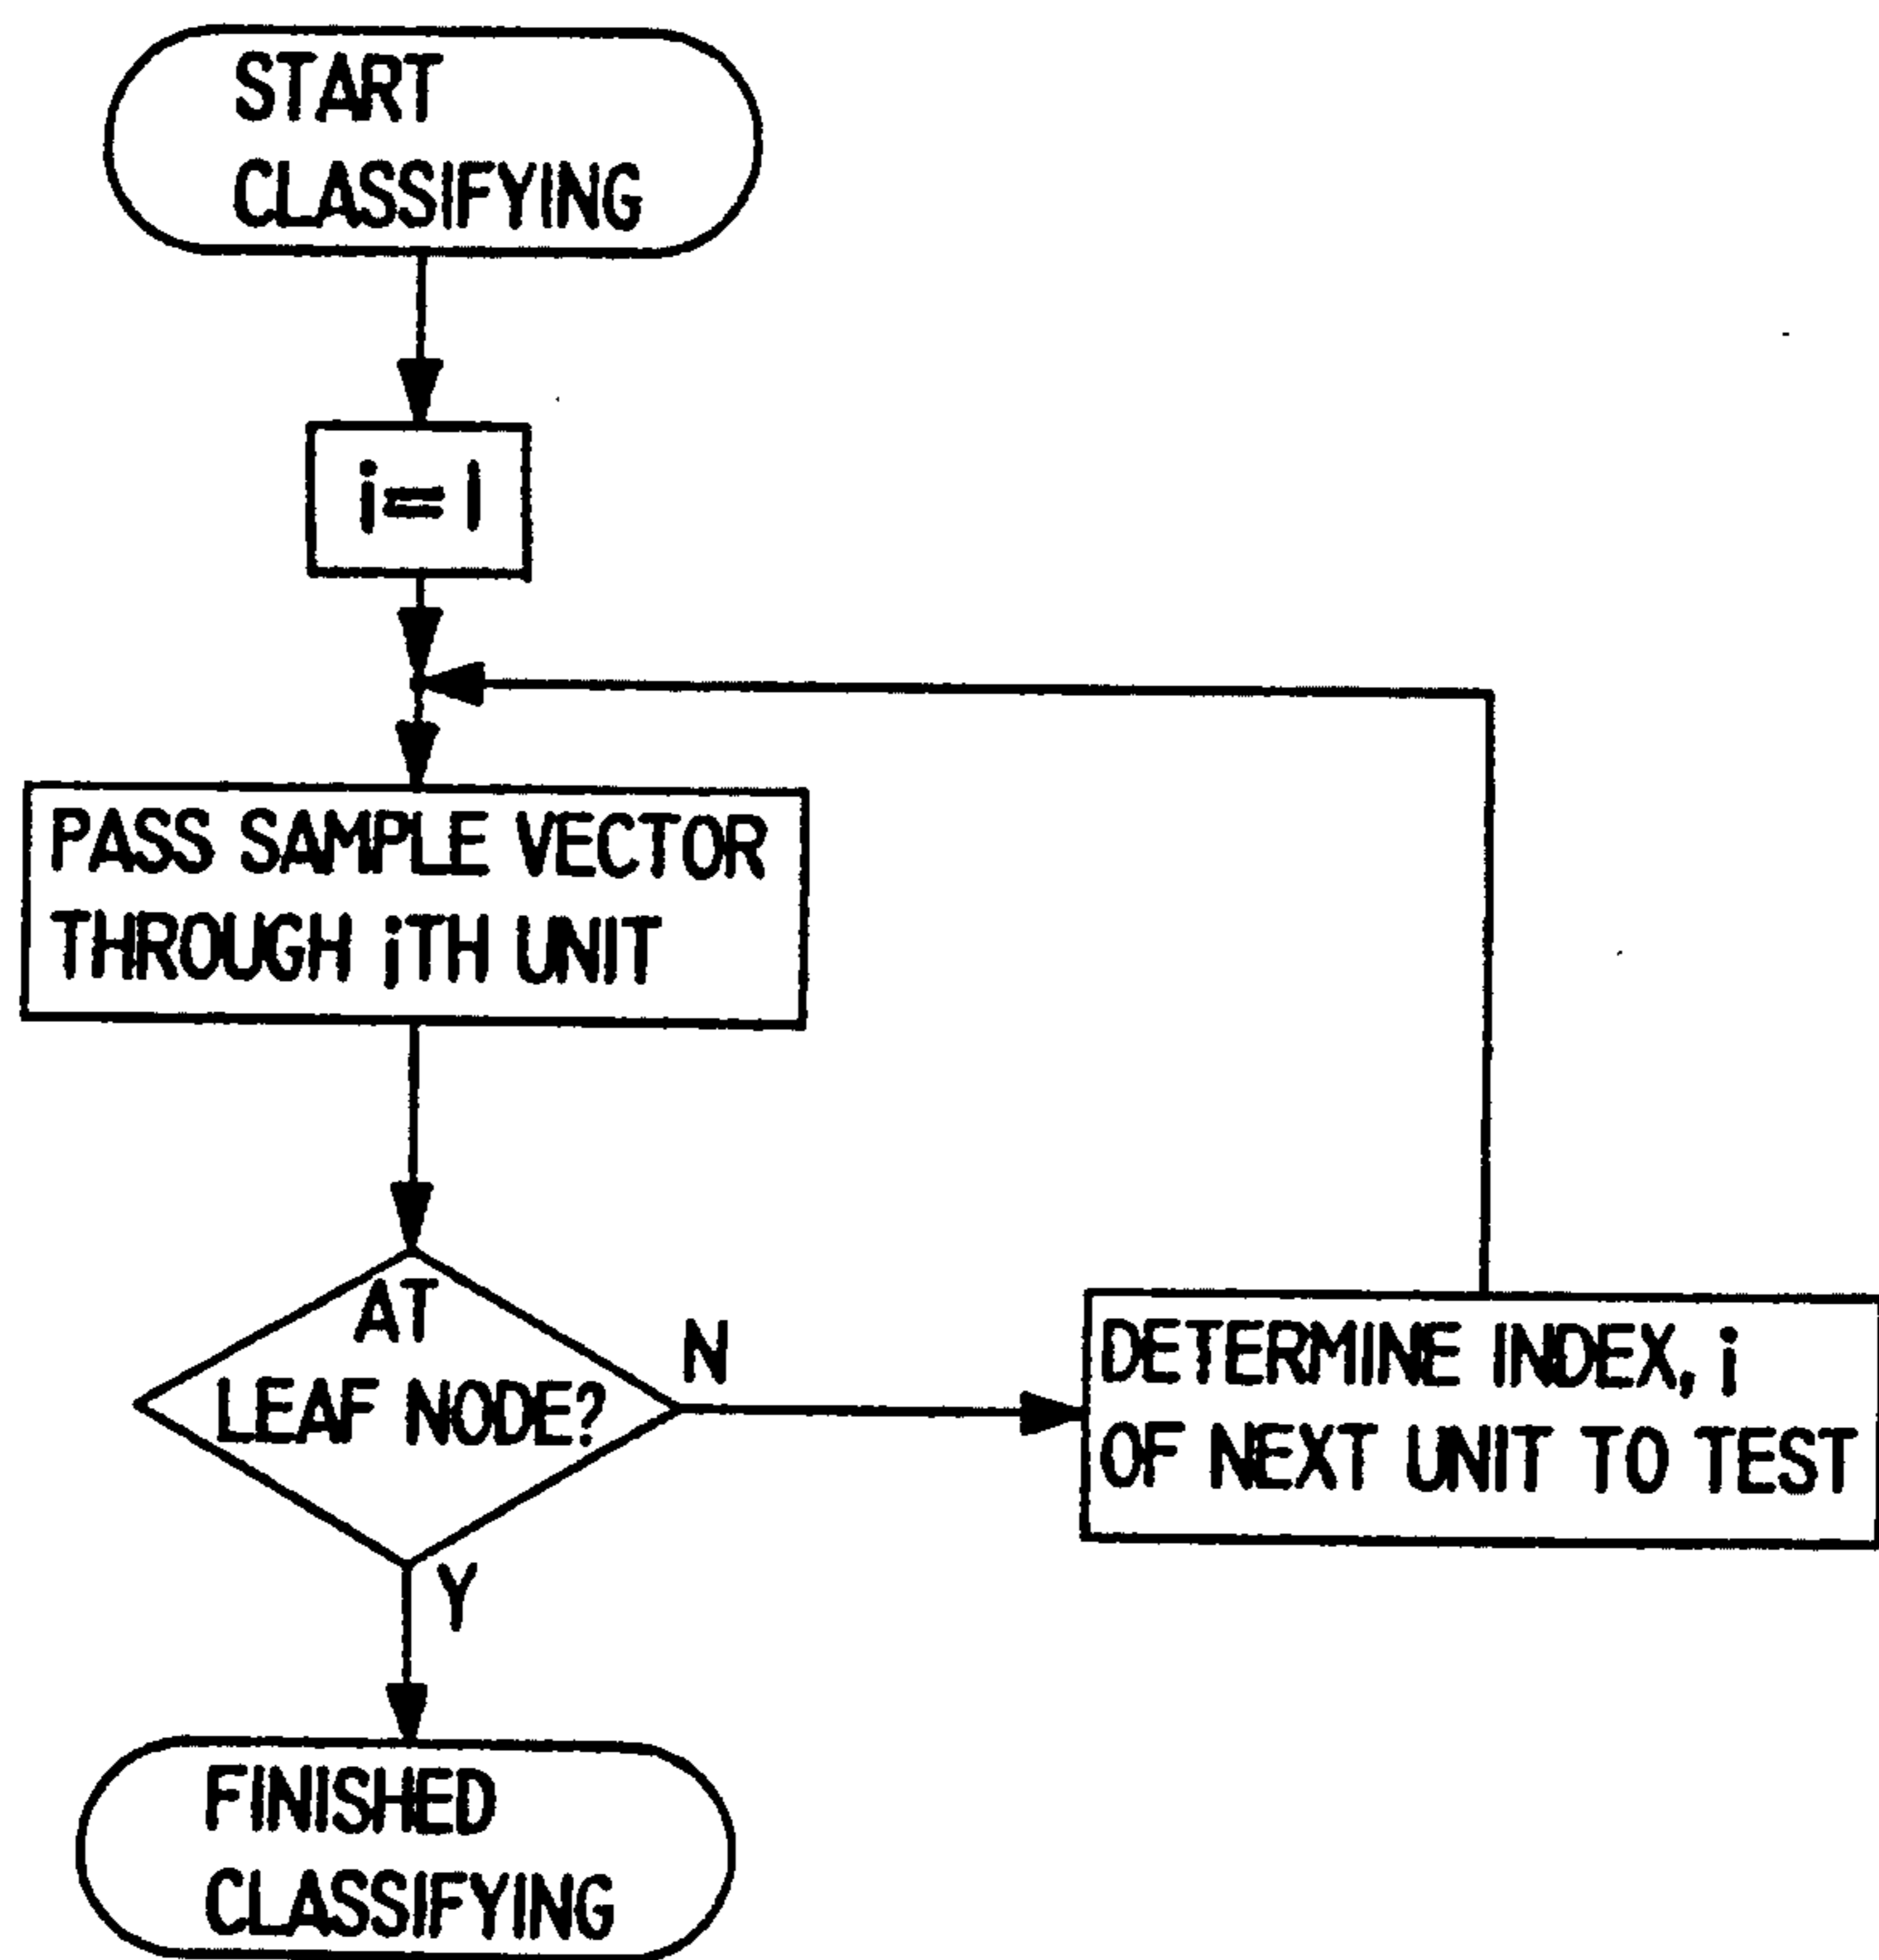 START
CLASSIFYING
i=1
PASS SAMPLE VECTOR
THROUGH iTH UNIT
AT
LEAF NODE?
N
DETERMINE INDEX, i
OF NEXT UNIT TO TEST
Y
FINISHED
CLASSIFYING